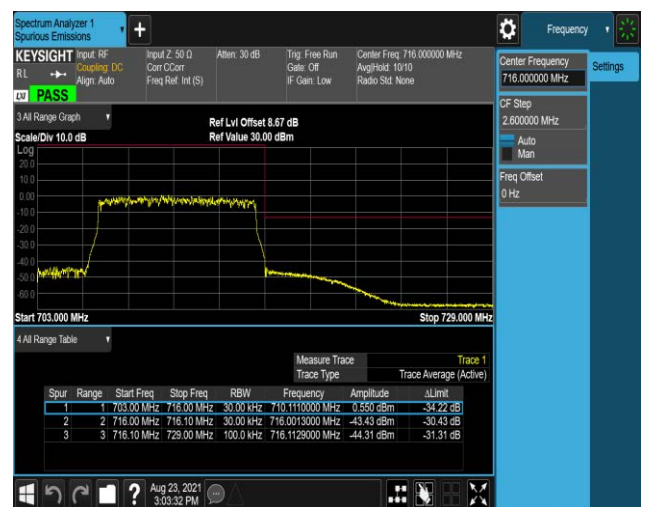 Spectrum Analyzer 1
Spurious Emissions
Frequency
KEYSIGHT
RL
Input: RF
Coupling: DC
Align: Auto
Input Z: 50 Ω
Corr CCorr
Freq Ref: Int (S)
Atten: 30 dB
Trig: Free Run
Gate: Off
IF Gain: Low
Center Freq: 716.000000 MHz
Avg|Hold: 10/10
Radio Std: None
LXI PASS
Center Frequency
716.000000 MHz
Settings
CF Step
2.600000 MHz
Auto
Man
Freq Offset
0 Hz
3 All Range Graph
Scale/Div 10.0 dB
Ref Lvl Offset 8.67 dB
Ref Value 30.00 dBm
Log
20.0
10.0
0.00
-10.0
-20.0
-30.0
-40.0
-50.0
-60.0
Start 703.000 MHz
Stop 729.000 MHz
4 All Range Table
Measure Trace Trace 1
Trace Type Trace Average (Active)
Spur Range Start Freq Stop Freq RBW Frequency Amplitude ΔLimit
1 1 703.00 MHz 716.00 MHz 30.00 kHz 710.1110000 MHz 0.550 dBm -34.22 dB
2 2 716.00 MHz 716.10 MHz 30.00 kHz 716.0013000 MHz -43.43 dBm -30.43 dB
3 3 716.10 MHz 729.00 MHz 100.0 kHz 716.1129000 MHz -44.31 dBm -31.31 dB
Aug 23, 2021
3:03:32 PM